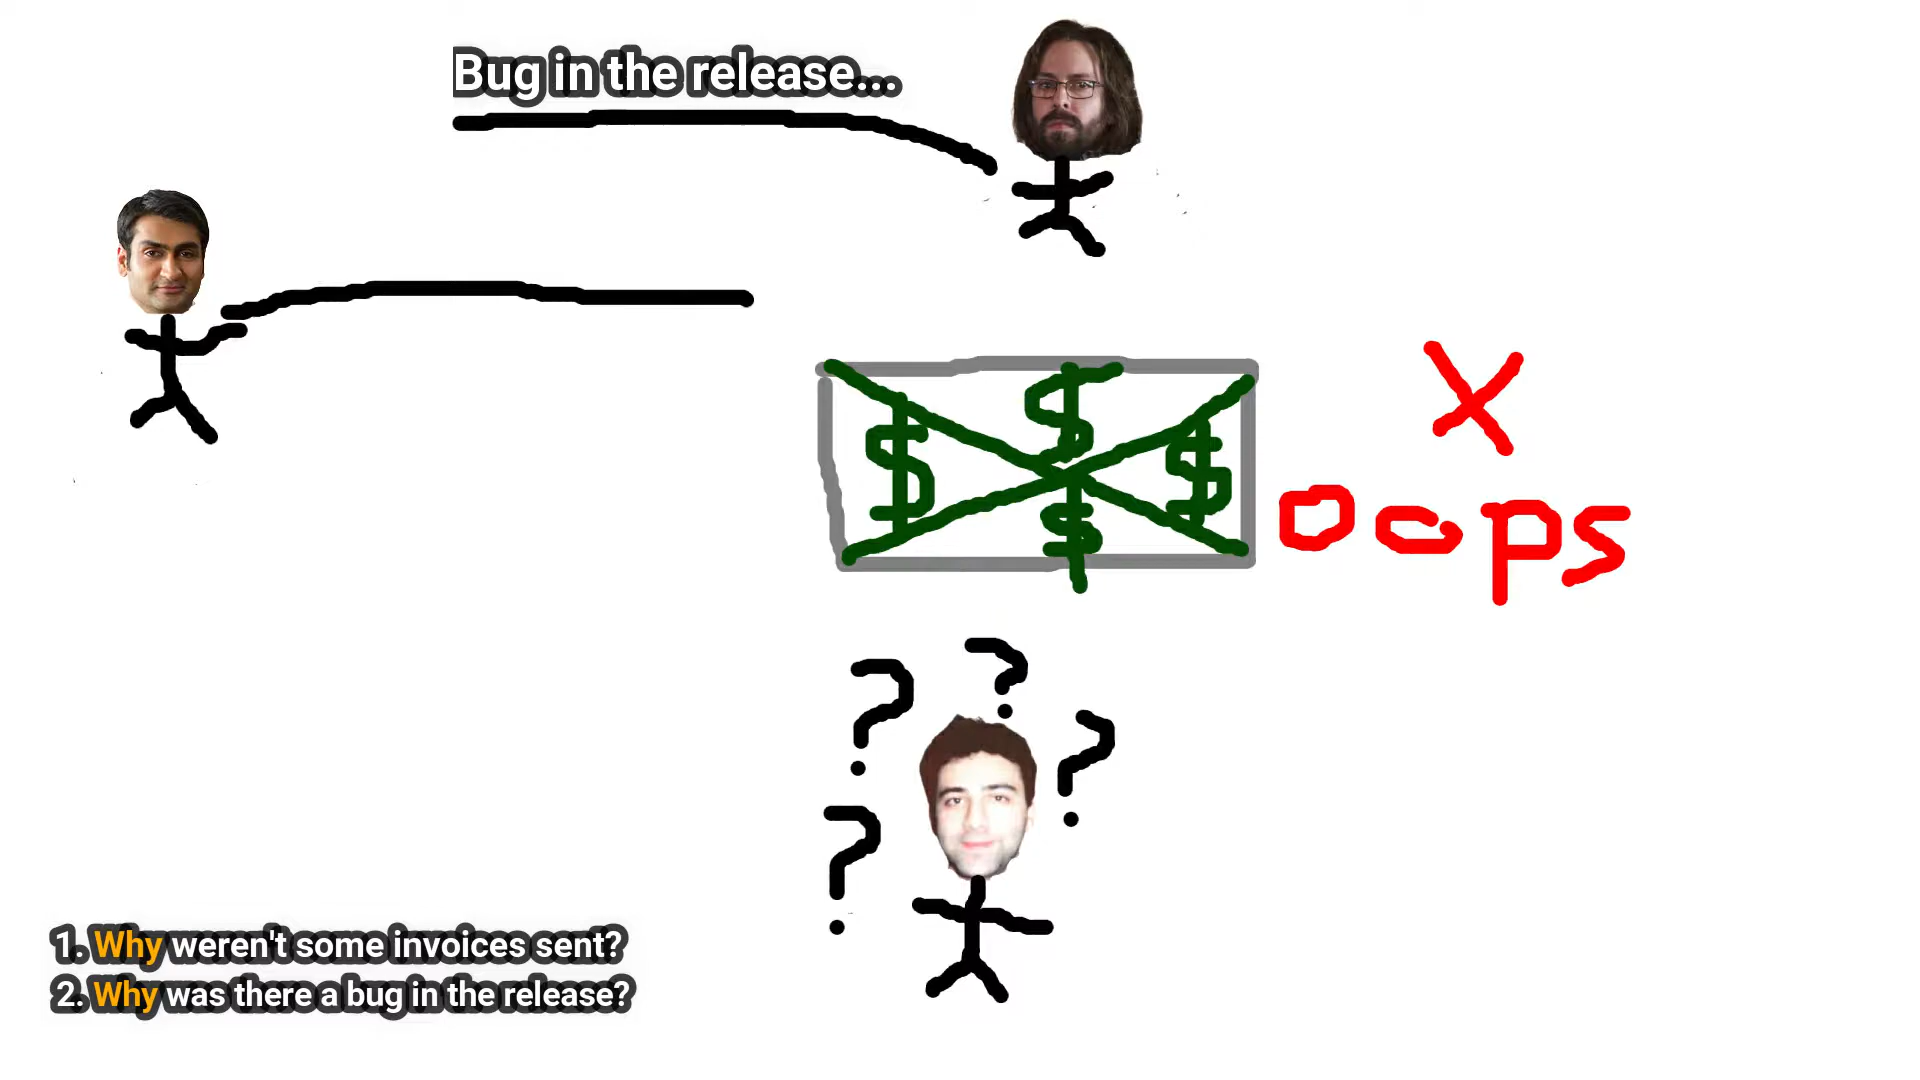 Bug in the release...
$
$ $
$
X
oops
? ? ? ?
1. Why weren't some invoices sent?
2. Why was there a bug in the release?